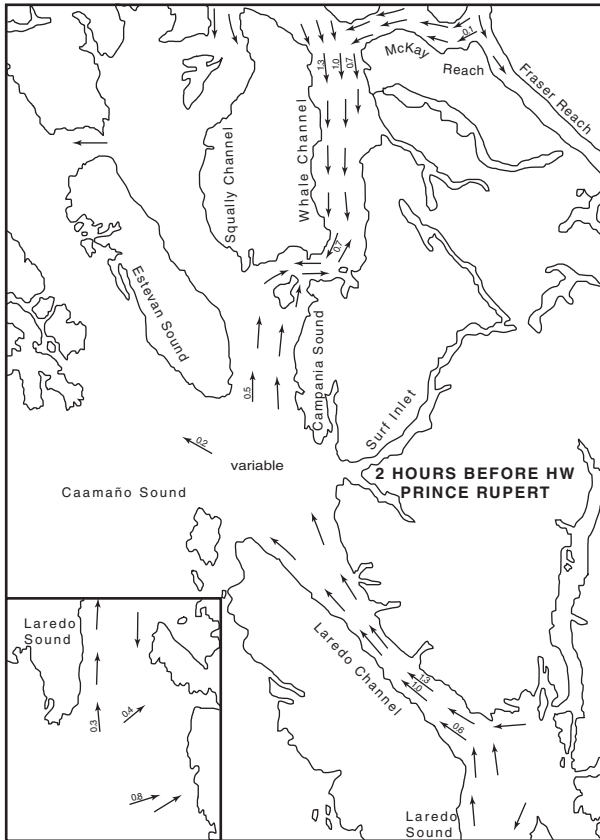 0.1
McKay
Reach
Fraser Reach
1.3
1.0
0.7
Whale Channel
Squally Channel
0.7
Estevan Sound
Campania Sound
0.5
Surf Inlet
0.2
variable
2 HOURS BEFORE HW
PRINCE RUPERT
Caamaño Sound
Laredo
Sound
Laredo Channel
1.3
1.0
0.6
0.3
0.4
0.8
Laredo
Sound